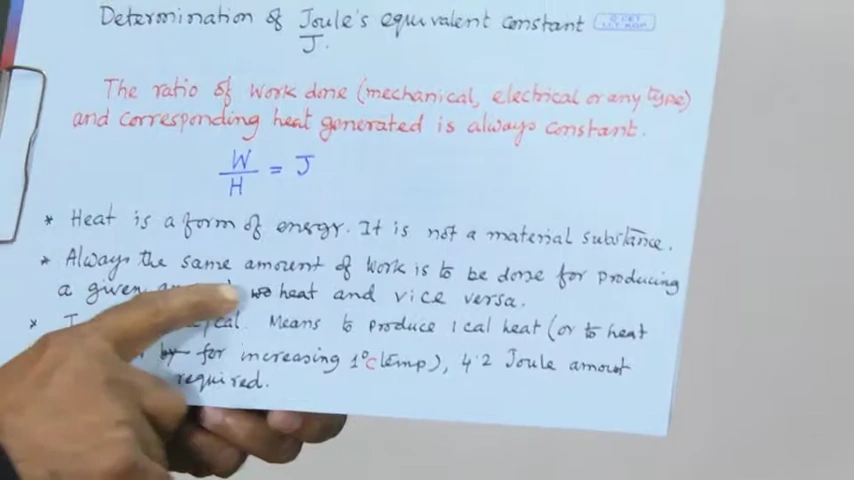 Determination of Joule's equivalent constant
J.
The ratio of work done (mechanical, electrical or any type)
and corresponding heat generated is always constant.
W
H = J
* Heat is a form of energy. It is not a material substance.
* Always the same amount of work is to be done for producing
a given heat and vice versa.
* Means to produce 1 cal heat (or to heat
for increasing 1°C temp), 4.2 Joule amount
required.